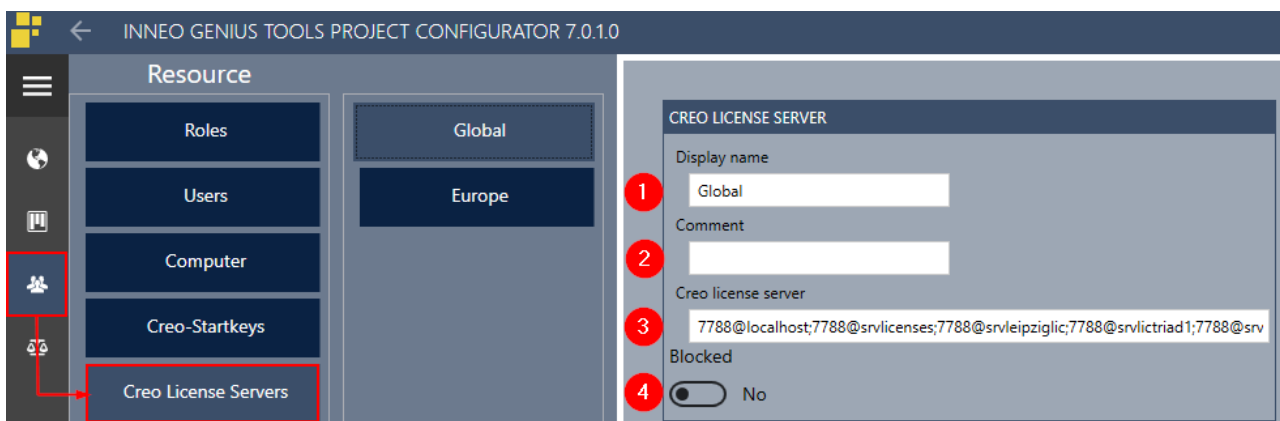 INNEO GENIUS TOOLS PROJECT CONFIGURATOR 7.0.1.0
Resource
Roles
Users
Computer
Creo-Startkeys
Creo License Servers
Global
Europe
CREO LICENSE SERVER
Display name
1 Global
Comment
2
Creo license server
3 7788@localhost;7788@srvlicenses;7788@srvleipziglic;7788@srvlictriad1;7788@srv
Blocked
4 No